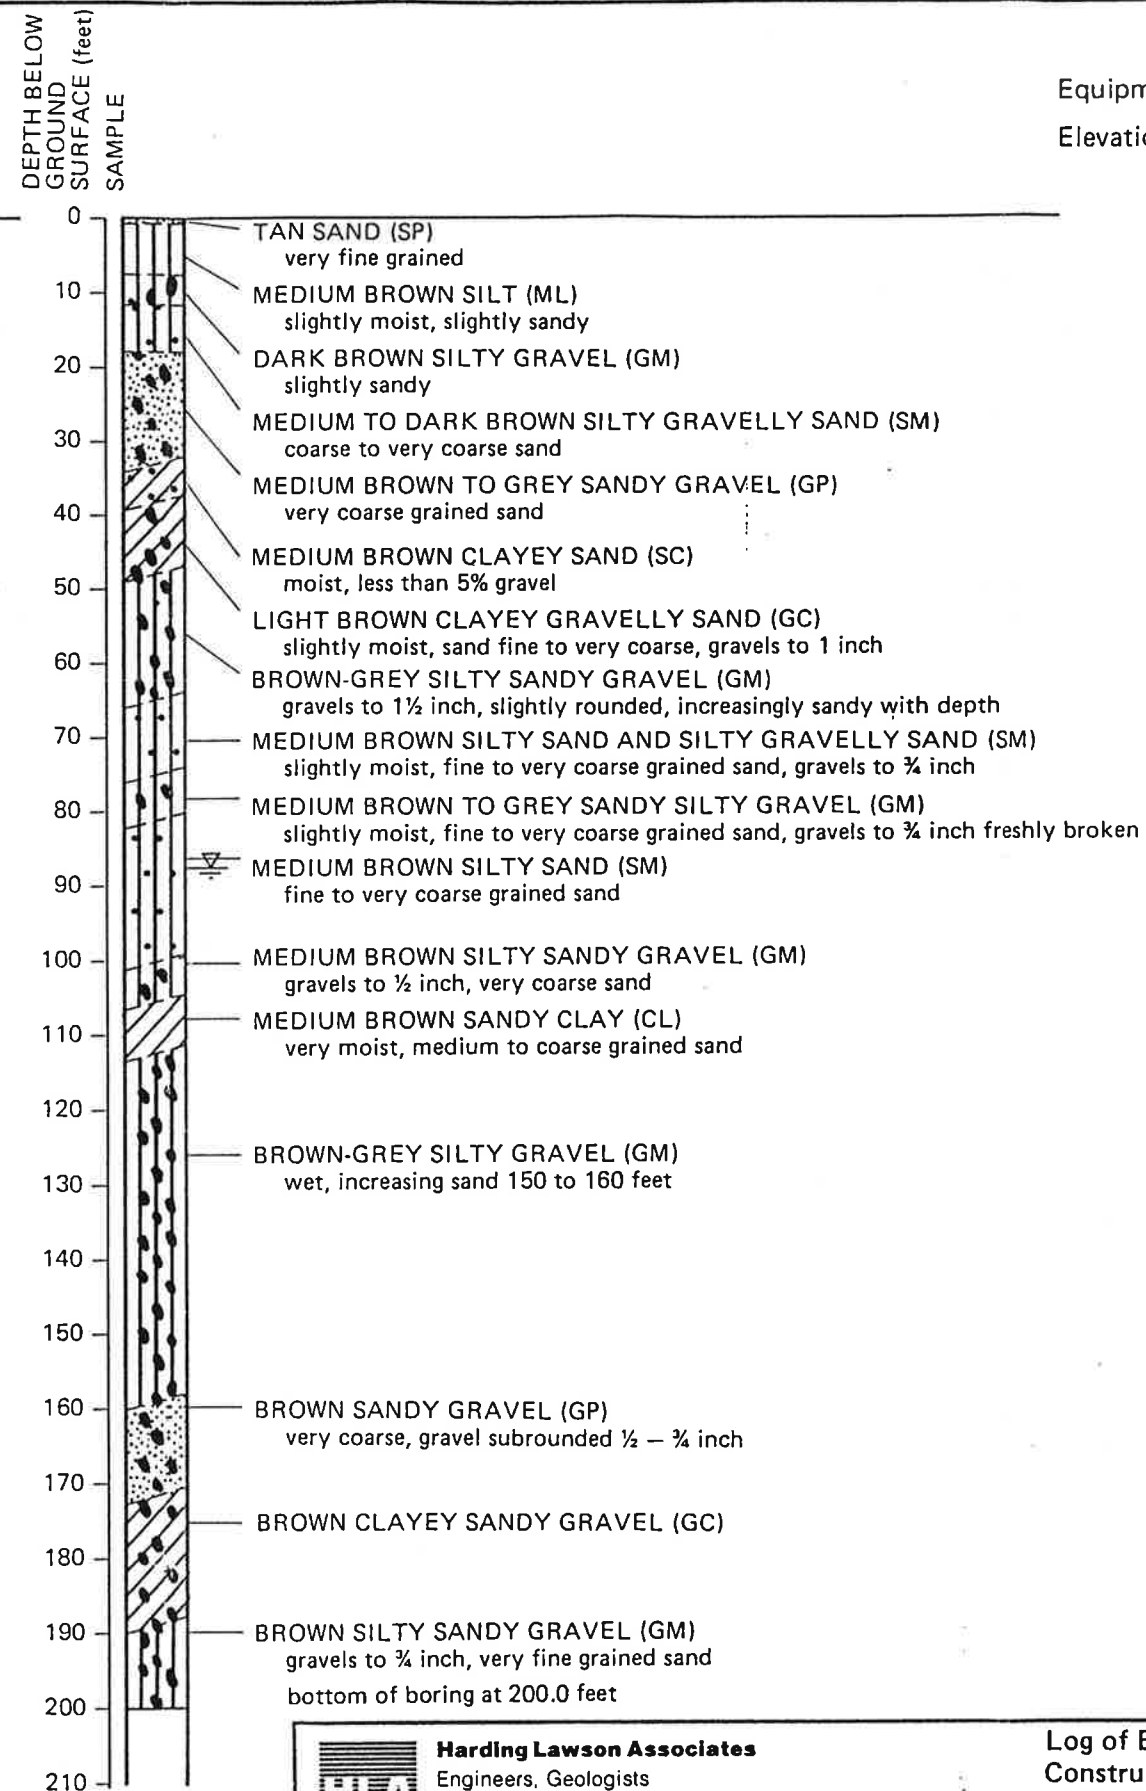 DEPTH BELOW
GROUND
SURFACE (feet)
SAMPLE
0
TAN SAND (SP)
very fine grained
10
MEDIUM BROWN SILT (ML)
slightly moist, slightly sandy
DARK BROWN SILTY GRAVEL (GM)
20
slightly sandy
MEDIUM TO DARK BROWN SILTY GRAVELLY SAND (SM)
30
coarse to very coarse sand
MEDIUM BROWN TO GREY SANDY GRAVEL (GP)
40
very coarse grained sand
MEDIUM BROWN CLAYEY SAND (SC)
50
moist, less than 5% gravel
LIGHT BROWN CLAYEY GRAVELLY SAND (GC)
slightly moist, sand fine to very coarse, gravels to 1 inch
60
BROWN-GREY SILTY SANDY GRAVEL (GM)
gravels to 1½ inch, slightly rounded, increasingly sandy with depth
70
MEDIUM BROWN SILTY SAND AND SILTY GRAVELLY SAND (SM)
slightly moist, fine to very coarse grained sand, gravels to ¾ inch
80
MEDIUM BROWN TO GREY SANDY SILTY GRAVEL (GM)
slightly moist, fine to very coarse grained sand, gravels to ¾ inch freshly broken
MEDIUM BROWN SILTY SAND (SM)
90
fine to very coarse grained sand
100
MEDIUM BROWN SILTY SANDY GRAVEL (GM)
gravels to ½ inch, very coarse sand
MEDIUM BROWN SANDY CLAY (CL)
110
very moist, medium to coarse grained sand
120
BROWN-GREY SILTY GRAVEL (GM)
130
wet, increasing sand 150 to 160 feet
140
150
160
BROWN SANDY GRAVEL (GP)
very coarse, gravel subrounded ½ – ¾ inch
170
BROWN CLAYEY SANDY GRAVEL (GC)
180
190
BROWN SILTY SANDY GRAVEL (GM)
gravels to ¾ inch, very fine grained sand
bottom of boring at 200.0 feet
200
Harding Lawson Associates
Engineers, Geologists
210
Log of